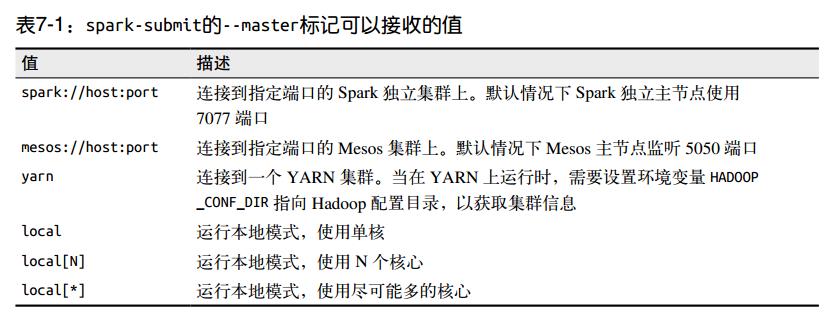 表7-1：spark-submit的--master标记可以接收的值
值 描述
spark://host:port 连接到指定端口的 Spark 独立集群上。默认情况下 Spark 独立主节点使用
7077 端口
mesos://host:port 连接到指定端口的 Mesos 集群上。默认情况下 Mesos 主节点监听 5050 端口
yarn 连接到一个 YARN 集群。当在 YARN 上运行时，需要设置环境变量 HADOOP
_CONF_DIR 指向 Hadoop 配置目录，以获取集群信息
local 运行本地模式，使用单核
local[N] 运行本地模式，使用 N 个核心
local[*] 运行本地模式，使用尽可能多的核心